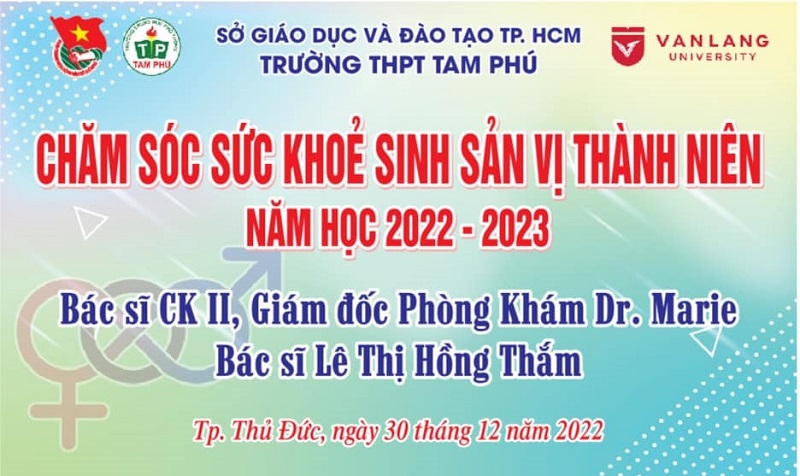 SỞ GIÁO DỤC VÀ ĐÀO TẠO TP. HCM
TRƯỜNG THPT TAM PHÚ
TP
TAM PHÚ
VANLANG
UNIVERSITY
CHĂM SÓC SỨC KHOẺ SINH SẢN VỊ THÀNH NIÊN
NĂM HỌC 2022 - 2023
Bác sĩ CK II, Giám đốc Phòng Khám Dr. Marie
Bác sĩ Lê Thị Hồng Thắm
Tp. Thủ Đức, ngày 30 tháng 12 năm 2022